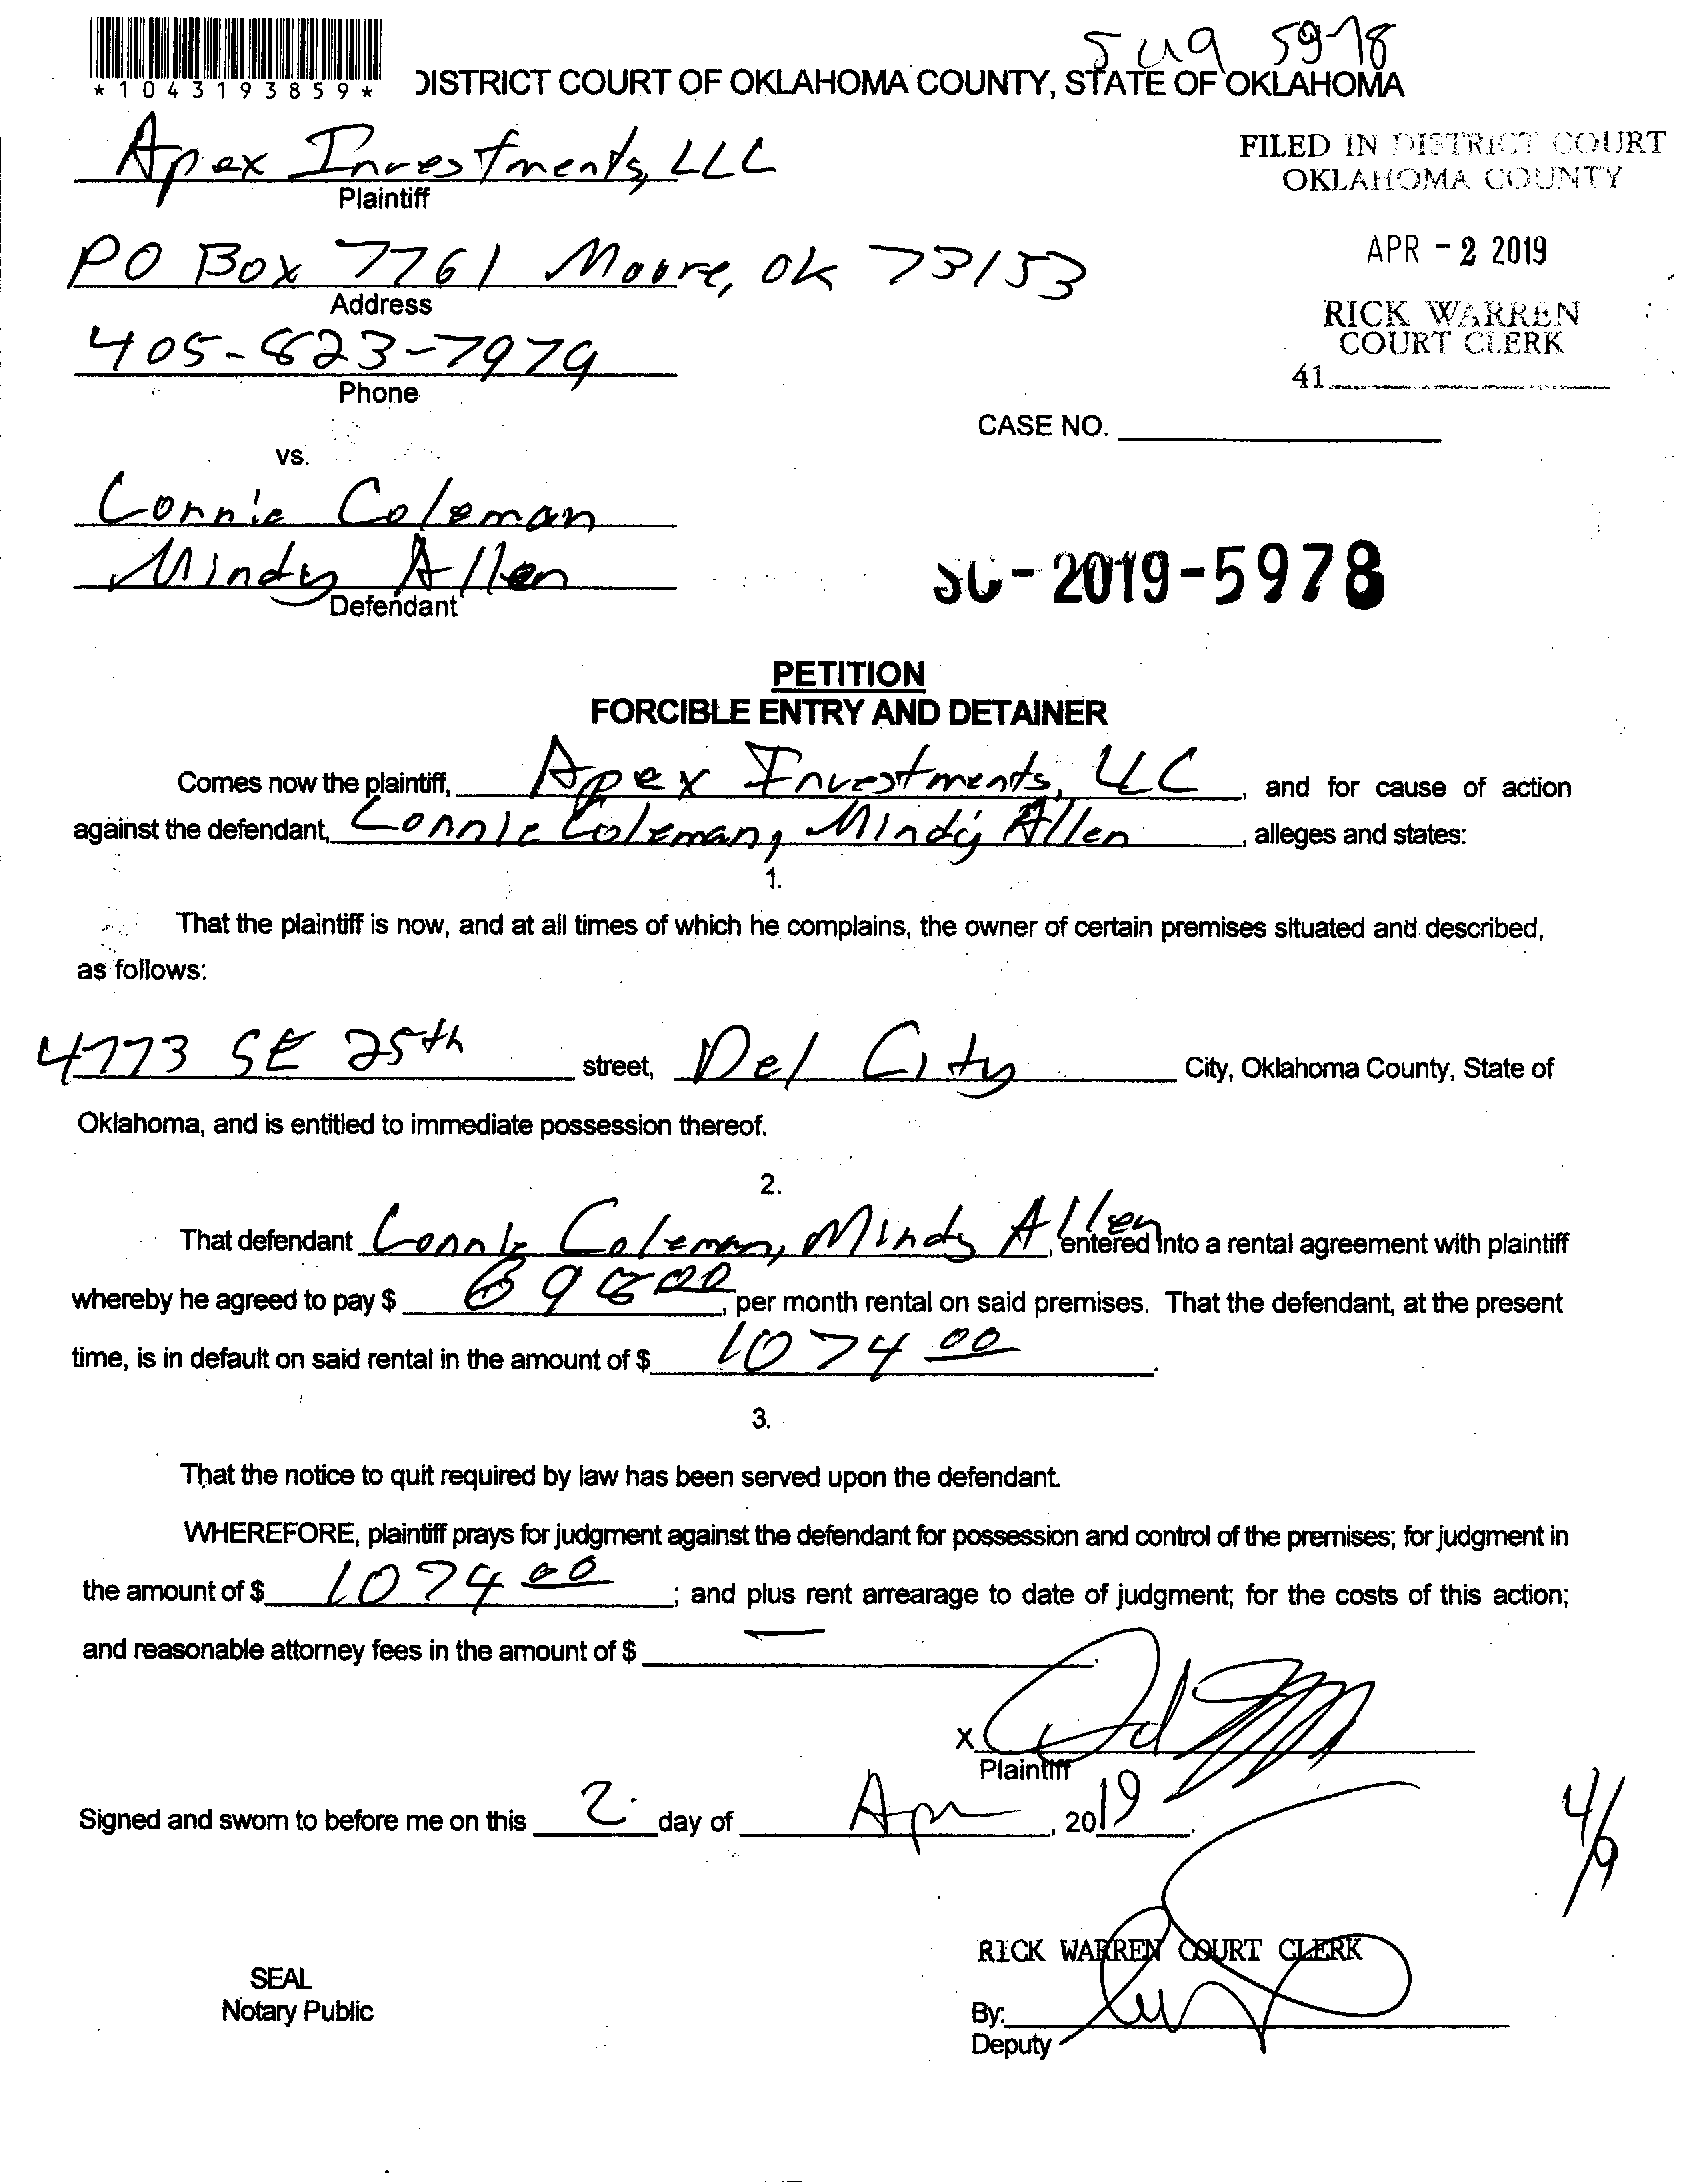 5419 5978
*1043193859*
DISTRICT COURT OF OKLAHOMA COUNTY, STATE OF OKLAHOMA
Apex Investments, LLC
Plaintiff
FILED IN DISTRICT COURT
OKLAHOMA COUNTY
PO Box 7761 Moore, OK 73153
Address
APR - 2 2019
405-823-7979
Phone
RICK WARREN
COURT CLERK
41
CASE NO.
vs.
Connie Coleman
Mindy Allen
Defendant
SC-2019-5978
PETITION
FORCIBLE ENTRY AND DETAINER
Comes now the plaintiff, Apex Investments, LLC, and for cause of action
against the defendant, Connie Coleman, Mindy Allen, alleges and states:
1.
That the plaintiff is now, and at all times of which he complains, the owner of certain premises situated and described,
as follows:
4773 SE 25th street, Del City City, Oklahoma County, State of
Oklahoma, and is entitled to immediate possession thereof.
2.
That defendant Connie Coleman, Mindy Allen, entered into a rental agreement with plaintiff
whereby he agreed to pay $ 698 00, per month rental on said premises. That the defendant, at the present
time, is in default on said rental in the amount of $ 1074 00.
3.
That the notice to quit required by law has been served upon the defendant.
WHEREFORE, plaintiff prays for judgment against the defendant for possession and control of the premises; for judgment in
the amount of $ 1074 00; and plus rent arrearage to date of judgment; for the costs of this action;
and reasonable attorney fees in the amount of $ —.
x
Plaintiff
Signed and sworn to before me on this 2 day of Apr, 2019.
4/9
RICK WARREN COURT CLERK
SEAL
Notary Public
By:
Deputy